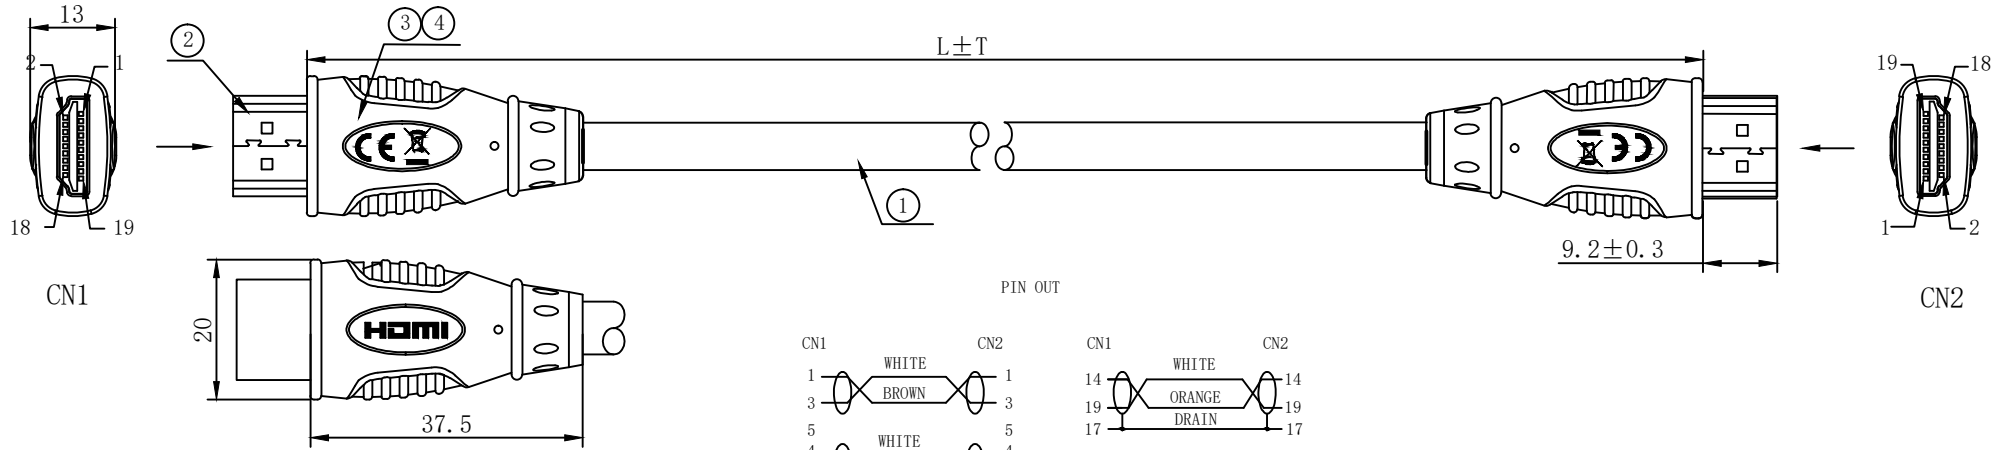 13
3 4
2
L±T
2 1
18 19
CN1
1
19 18
1 2
9.2±0.3
CN2
HDMI
20
37.5
PIN OUT
CN1 CN2
WHITE
1 1
BROWN
3 3
5 5
WHITE
4 4
CN1 CN2
WHITE
14 14
ORANGE
19 19
DRAIN
17 17